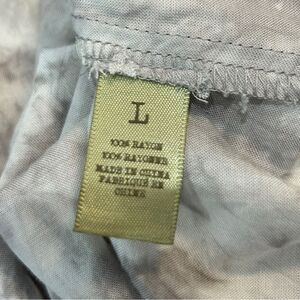 L
100% RAYON
100% RAYONNE
MADE IN CHINA
FABRIQUE EN
CHINE